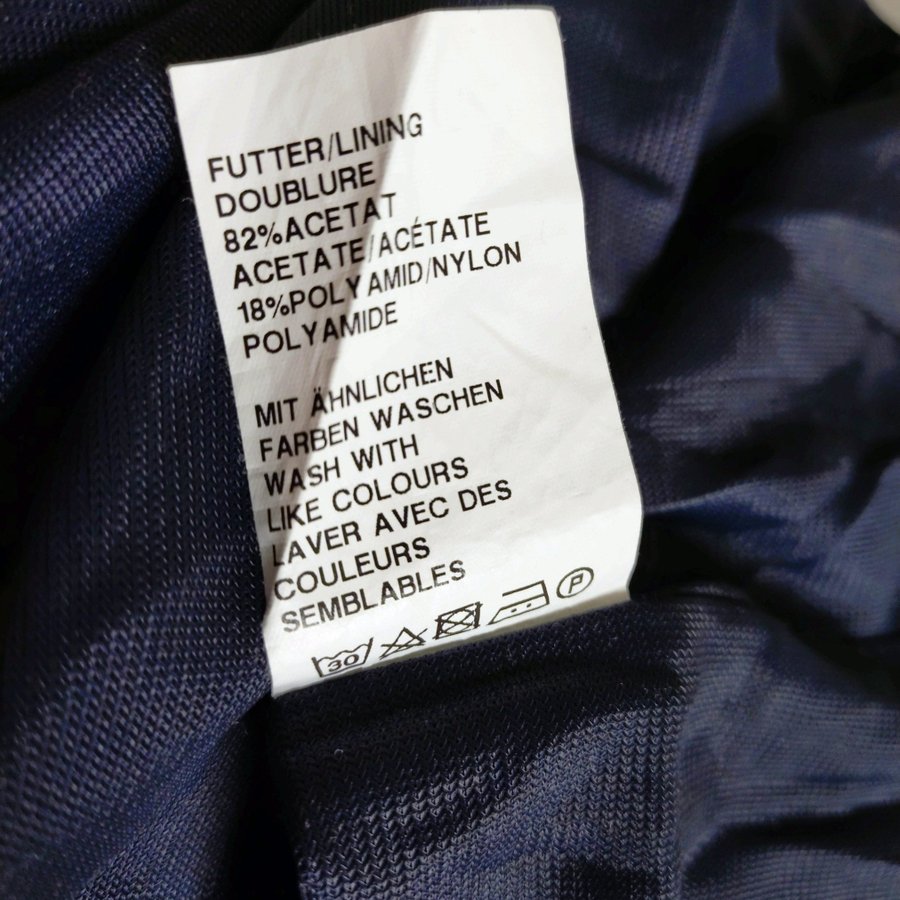 FUTTER/LINING
DOUBLURE
82%ACETAT
ACETATE/ACÉTATE
18%POLYAMID/NYLON
POLYAMIDE
MIT ÄHNLICHEN
FARBEN WASCHEN
WASH WITH
LIKE COLOURS
LAVER AVEC DES
COULEURS
SEMBLABLES
30 P